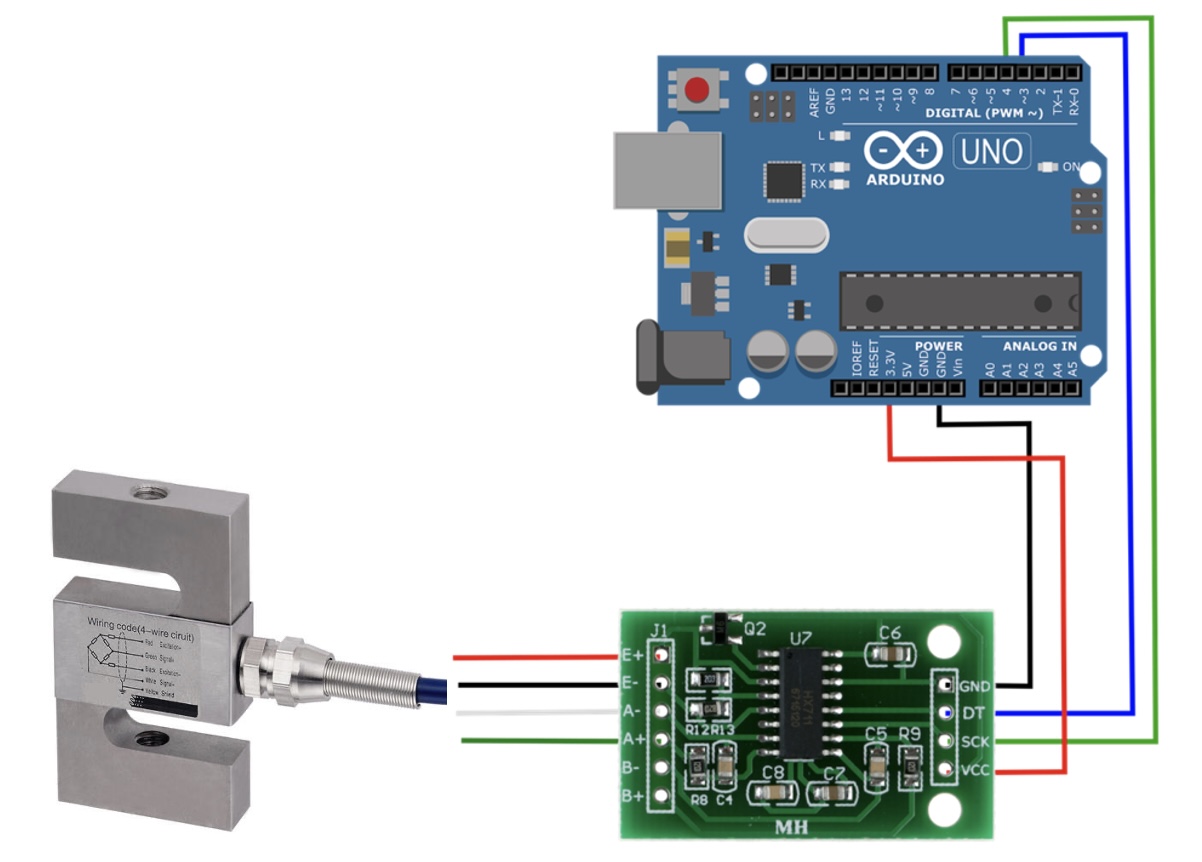 AREF
GND
13
12
~11
~10
~9
8
7
~6
~5
4
~3
2
TX→1
RX←0
DIGITAL (PWM ~)
L
TX
RX
ARDUINO
UNO
ON
IOREF
RESET
3.3V
5V
GND
GND
Vin
POWER
A0
A1
A2
A3
A4
A5
ANALOG IN
Wiring code(4-wire ciruit)
Red Excitation+
Green Signal+
Black Excitation-
White Signal-
Yellow Shield
J1
E+
E-
A-
A+
B-
B+
Q2
U7
C6
HX711
R12
R13
R8
C4
C8
C7
C5
R9
GND
DT
SCK
VCC
MH